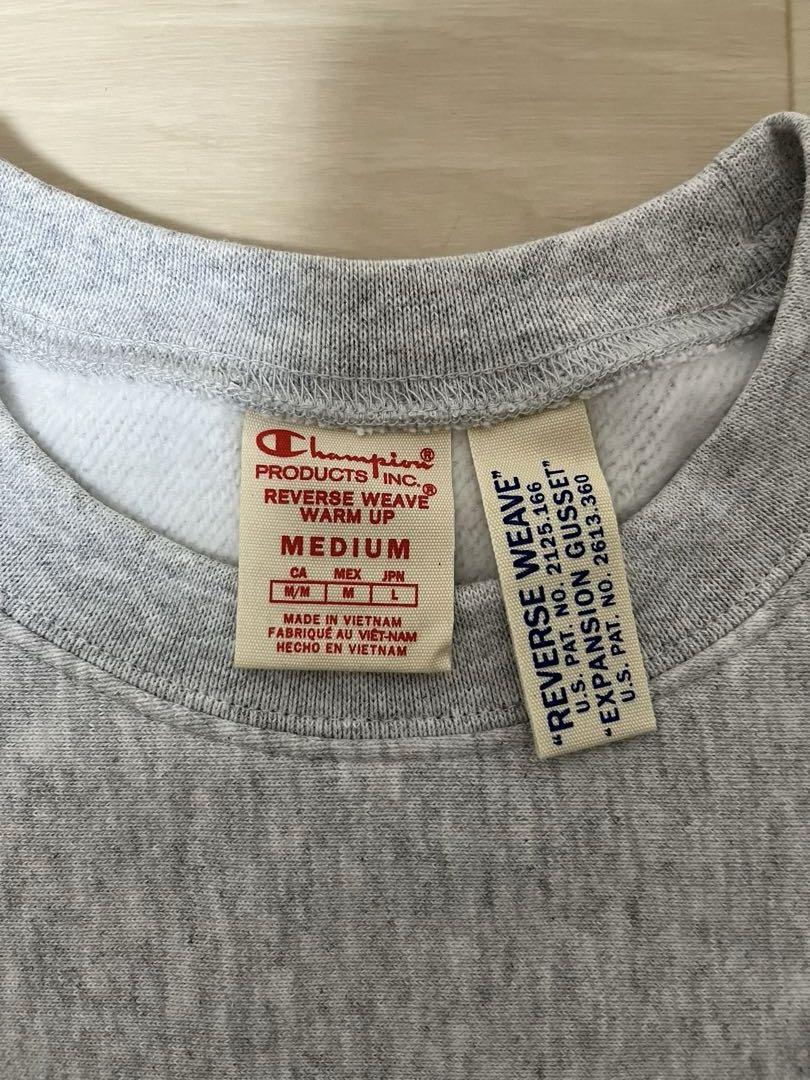 Champion®
PRODUCTS INC.
REVERSE WEAVE®
WARM UP
MEDIUM
CA MEX JPN
M/M M L
MADE IN VIETNAM
FABRIQUÉ AU VIÊT-NAM
HECHO EN VIETNAM
“REVERSE WEAVE”
U.S. PAT. NO. 2125.166
“EXPANSION GUSSET”
U.S. PAT. NO. 2613.360